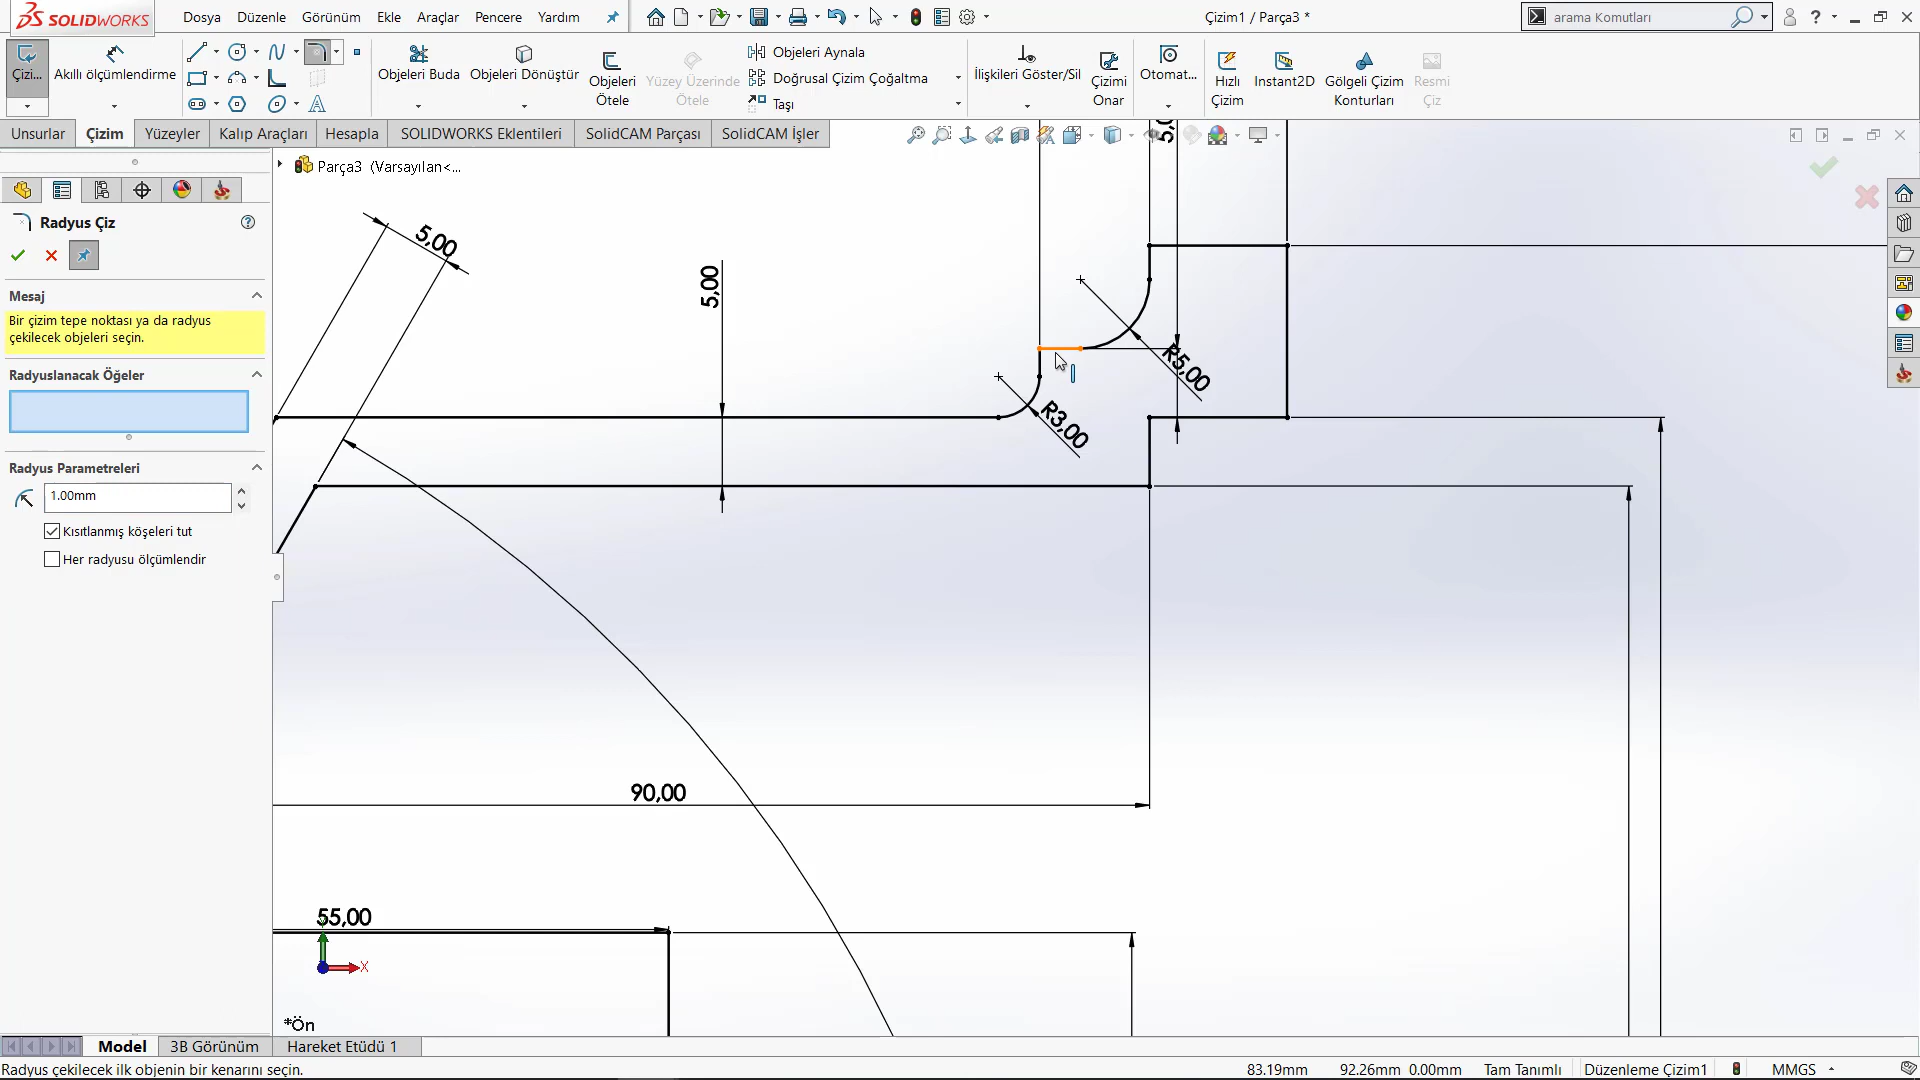 SOLIDWORKS
Dosya Düzenle Görünüm Ekle Araçlar Pencere Yardım
Çizim1 / Parça3 *
arama Komutları
Çizi...
Akıllı ölçümlendirme
Objeleri Buda
Objeleri Dönüştür
Objeleri
Ötele
Yüzey Üzerinde
Ötele
Objeleri Aynala
Doğrusal Çizim Çoğaltma
Taşı
İlişkileri Göster/Sil
Çizimi
Onar
Otomat...
Hızlı
Çizim
Instant2D
Gölgeli Çizim
Konturları
Resmi
Çiz
Unsurlar Çizim Yüzeyler Kalıp Araçları Hesapla SOLIDWORKS Eklentileri SolidCAM Parçası SolidCAM İşler
Parça3 (Varsayılan<...
Radyus Çiz
Mesaj
Bir çizim tepe noktası ya da radyus
çekilecek objeleri seçin.
Radyuslanacak Öğeler
Radyus Parametreleri
1.00mm
Kısıtlanmış köşeleri tut
Her radyusu ölçümlendir
5,00
5,00
R5,00
R3,00
90,00
55,00
X
*Ön
Model 3B Görünüm Hareket Etüdü 1
Radyus çekilecek ilk objenin bir kenarını seçin.
83.19mm 92.26mm 0.00mm Tam Tanımlı Düzenleme Çizim1 MMGS